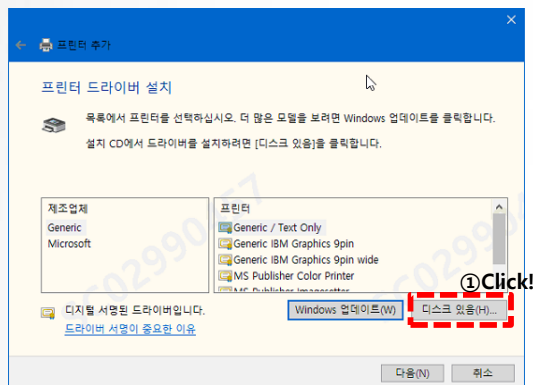 프린터 추가
프린터 드라이버 설치
목록에서 프린터를 선택하십시오. 더 많은 모델을 보려면 Windows 업데이트를 클릭합니다.
설치 CD에서 드라이버를 설치하려면 [디스크 있음]을 클릭합니다.
제조업체
Generic
Microsoft
프린터
Generic / Text Only
Generic IBM Graphics 9pin
Generic IBM Graphics 9pin wide
MS Publisher Color Printer
MS Publisher Imagesetter
①Click!
디지털 서명된 드라이버입니다.
드라이버 서명이 중요한 이유
Windows 업데이트(W)
디스크 있음(H)...
다음(N)
취소